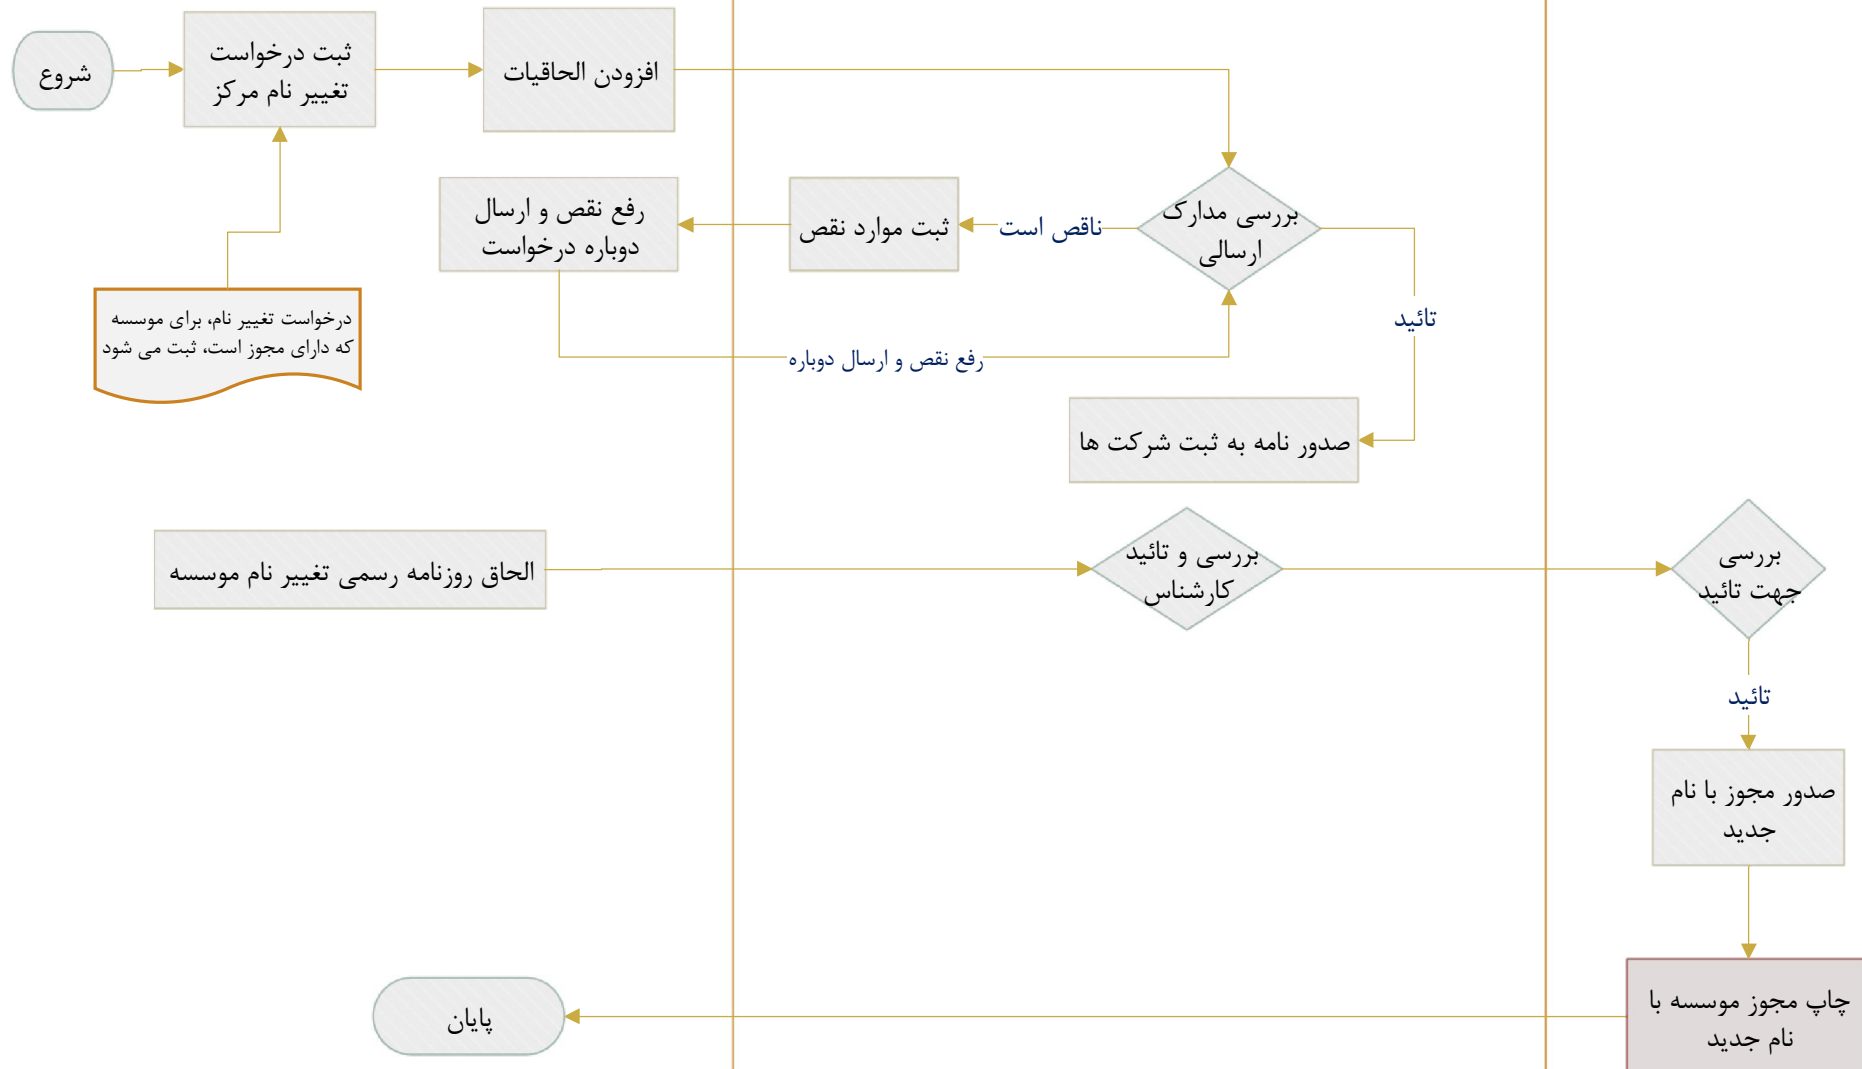 شروع
ثبت درخواست
تغییر نام مرکز
افزودن الحاقیات
بررسی مدارک
ارسالی
ناقص است
ثبت موارد نقص
رفع نقص و ارسال
دوباره درخواست
تائید
درخواست تغییر نام، برای موسسه
که دارای مجوز است، ثبت می شود
رفع نقص و ارسال دوباره
صدور نامه به ثبت شرکت ها
الحاق روزنامه رسمی تغییر نام موسسه
بررسی و تائید
کارشناس
بررسی
جهت تائید
تائید
صدور مجوز با نام
جدید
چاپ مجوز موسسه با
نام جدید
پایان